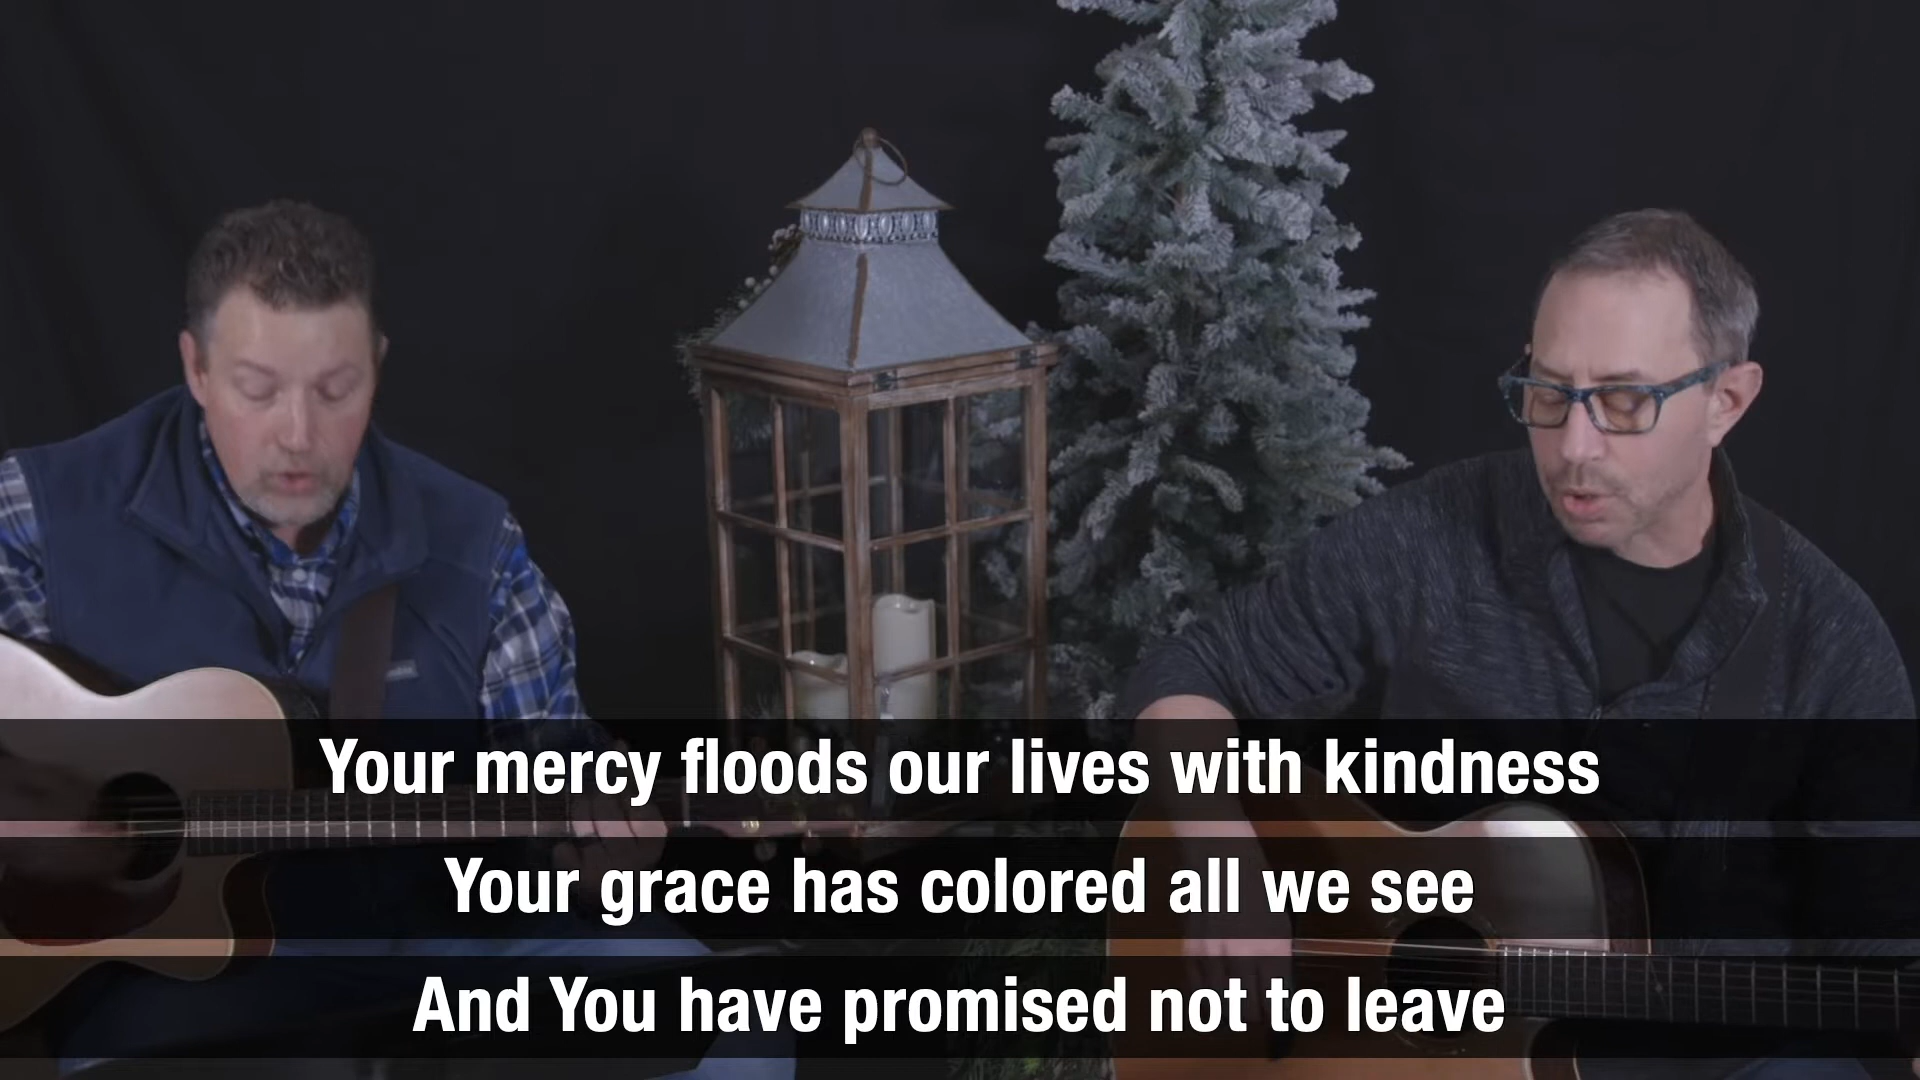 Your mercy floods our lives with kindness
Your grace has colored all we see
And You have promised not to leave